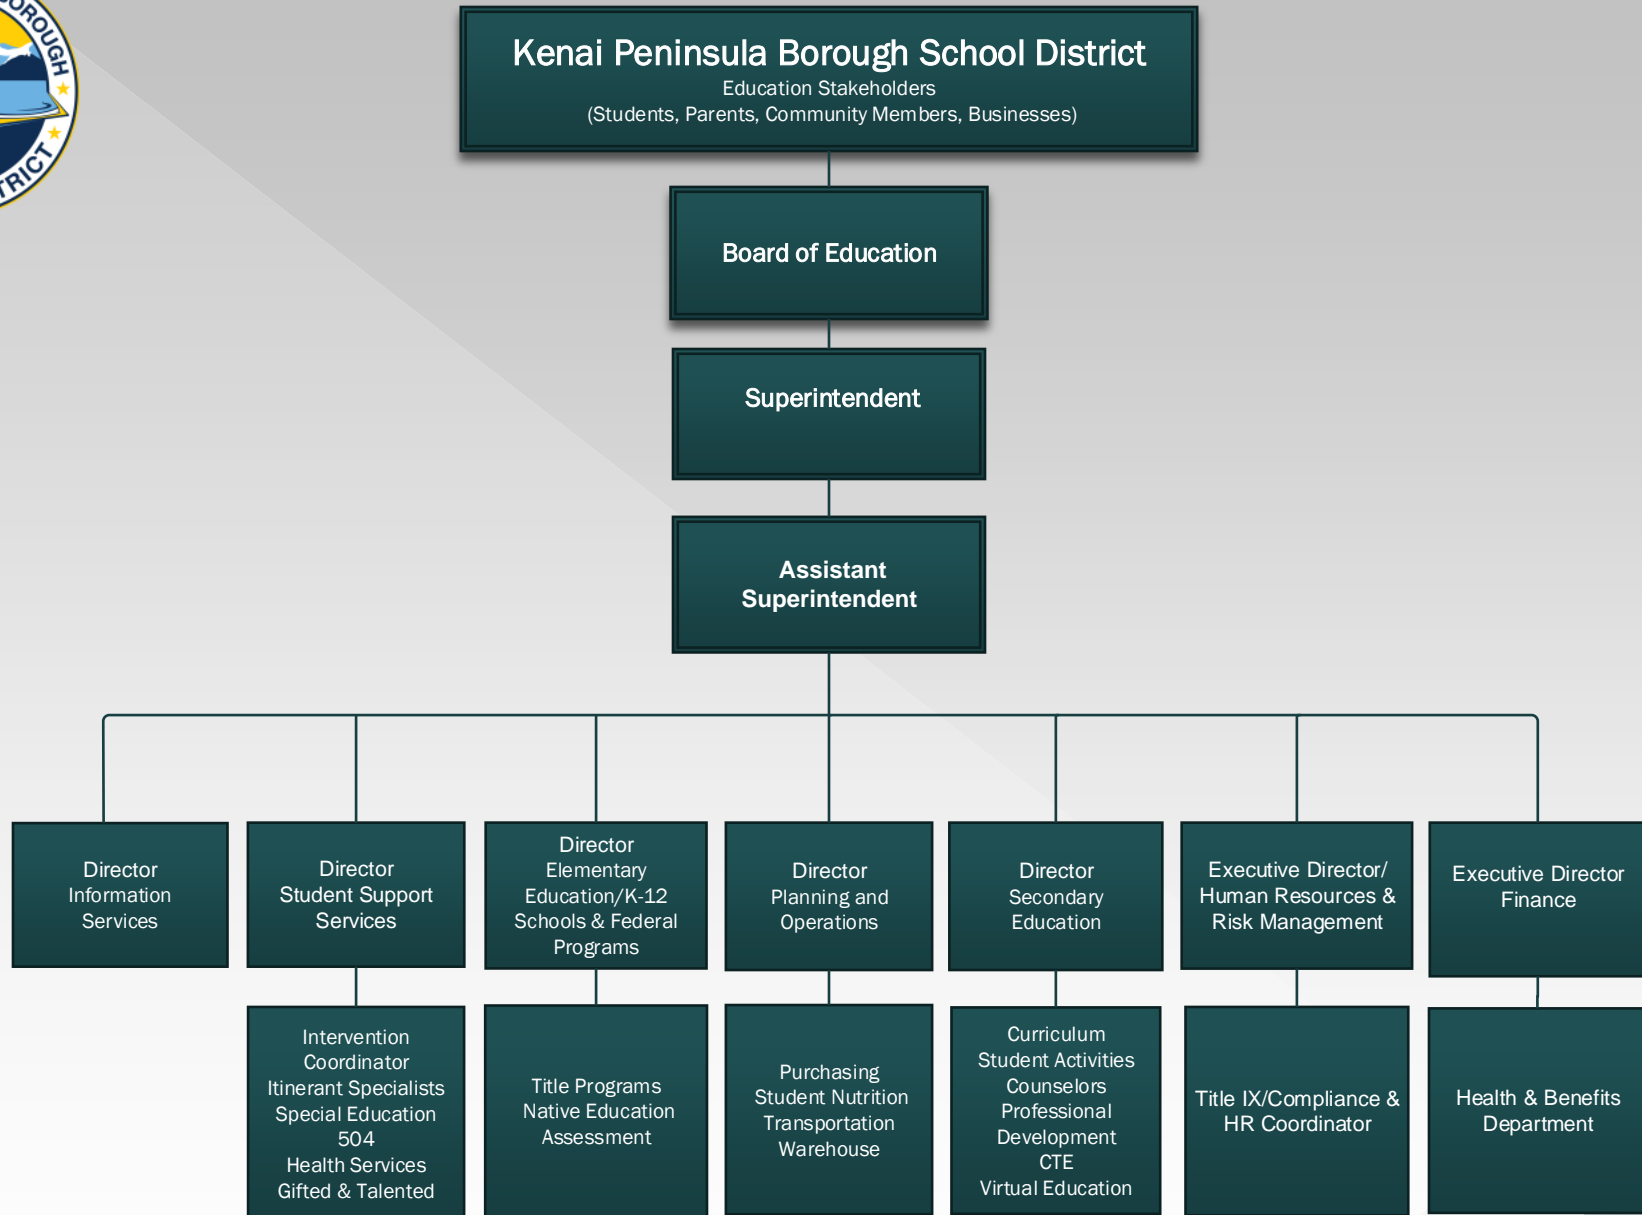 OROUGH
TRICT
Kenai Peninsula Borough School District
Education Stakeholders
(Students, Parents, Community Members, Businesses)
Board of Education
Superintendent
Assistant
Superintendent
Director
Information
Services
Director
Student Support
Services
Director
Elementary
Education/K-12
Schools & Federal
Programs
Director
Planning and
Operations
Director
Secondary
Education
Executive Director/
Human Resources &
Risk Management
Executive Director
Finance
Intervention
Coordinator
Itinerant Specialists
Special Education
504
Health Services
Gifted & Talented
Title Programs
Native Education
Assessment
Purchasing
Student Nutrition
Transportation
Warehouse
Curriculum
Student Activities
Counselors
Professional
Development
CTE
Virtual Education
Title IX/Compliance &
HR Coordinator
Health & Benefits
Department